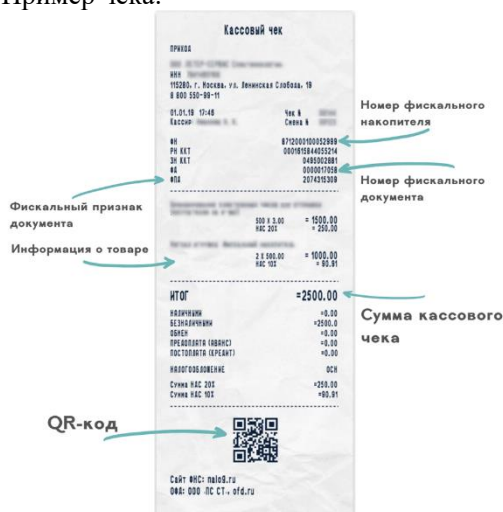 Пример чека:
Кассовый чек
ПРИХОД
ИНН
115280, г. Москва, ул. Ленинская Слобода, 19
8 800 550-99-11
01.01.19 17:46 Чек №
Кассир Смена №
Номер фискального
накопителя
ФН 8712000100052989
РН ККТ 0001615844055214
ЗН ККТ 0495002881
ФД 0000017058
ФПД 2074315309
Номер фискального
документа
Фискальный признак
документа
500 X 3.00 = 1500.00
НДС 20% = 250.00
Информация о товаре
2 X 500.00 = 1000.00
НДС 10% = 90.91
ИТОГ =2500.00
Сумма кассового
чека
НАЛИЧНЫМИ =0.00
БЕЗНАЛИЧНЫМИ =2500.0
ОБМЕН =0.00
ПРЕДОПЛАТА (АВАНС) =0.00
ПОСТОПЛАТА (КРЕДИТ) =0.00
НАЛОГООБЛОЖЕНИЕ ОСН
Сумма НДС 20% =250.00
Сумма НДС 10% =90.91
QR-код
Сайт ФНС: nalog.ru
ОФД: ООО ПС СТ., ofd.ru